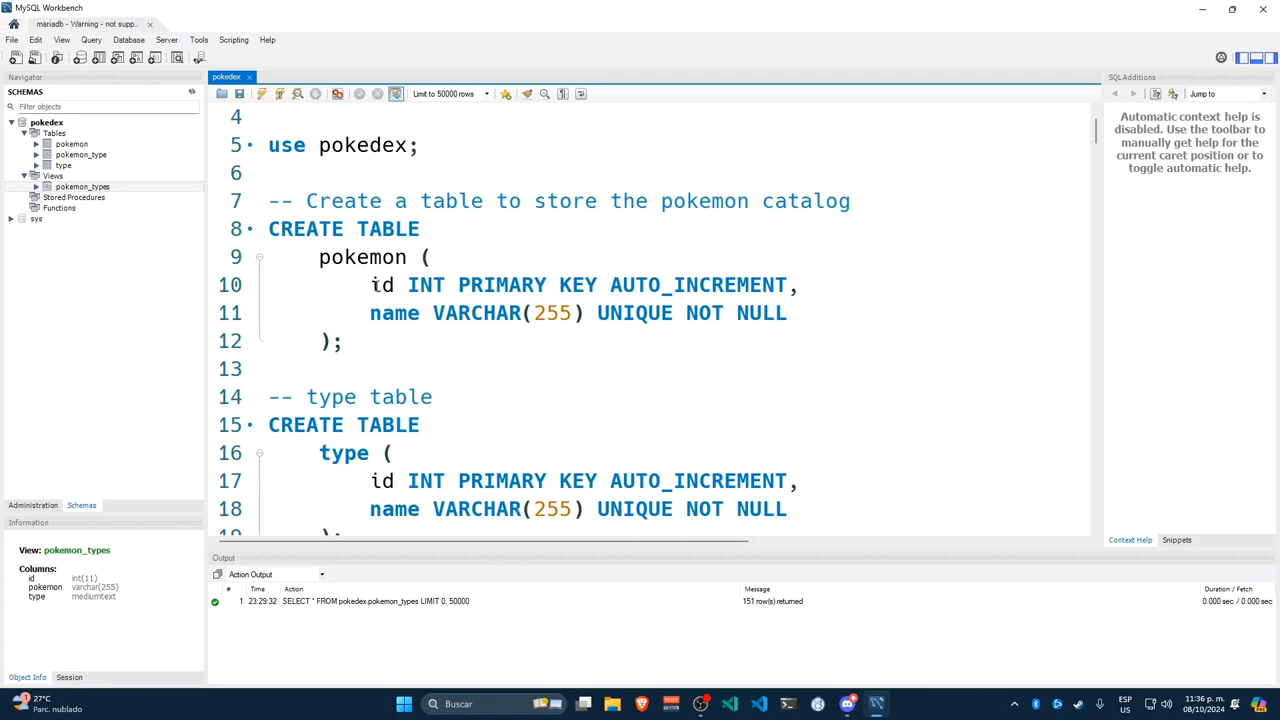 MySQL Workbench
mariadb - Warning - not supp...
File Edit View Query Database Server Tools Scripting Help
Navigator
SCHEMAS
Filter objects
pokedex
Tables
pokemon
pokemon_type
type
Views
pokemon_types
Stored Procedures
Functions
sys
Administration Schemas
Information
View: pokemon_types
Columns:
id int(11)
pokemon varchar(255)
type mediumtext
Object Info Session
pokedex
Limit to 50000 rows
4
5 use pokedex;
6
7 -- Create a table to store the pokemon catalog
8 CREATE TABLE
9 pokemon (
10 id INT PRIMARY KEY AUTO_INCREMENT,
11 name VARCHAR(255) UNIQUE NOT NULL
12 );
13
14 -- type table
15 CREATE TABLE
16 type (
17 id INT PRIMARY KEY AUTO_INCREMENT,
18 name VARCHAR(255) UNIQUE NOT NULL
19 );
Output
Action Output
# Time Action Message Duration / Fetch
1 23:29:32 SELECT * FROM pokedex.pokemon_types LIMIT 0, 50000 151 row(s) returned 0.000 sec / 0.000 sec
SQLAdditions
Jump to
Automatic context help is
disabled. Use the toolbar to
manually get help for the
current caret position or to
toggle automatic help.
Context Help Snippets
27°C
Parc. nublado
Buscar
ESP
US
11:36 p. m.
08/10/2024